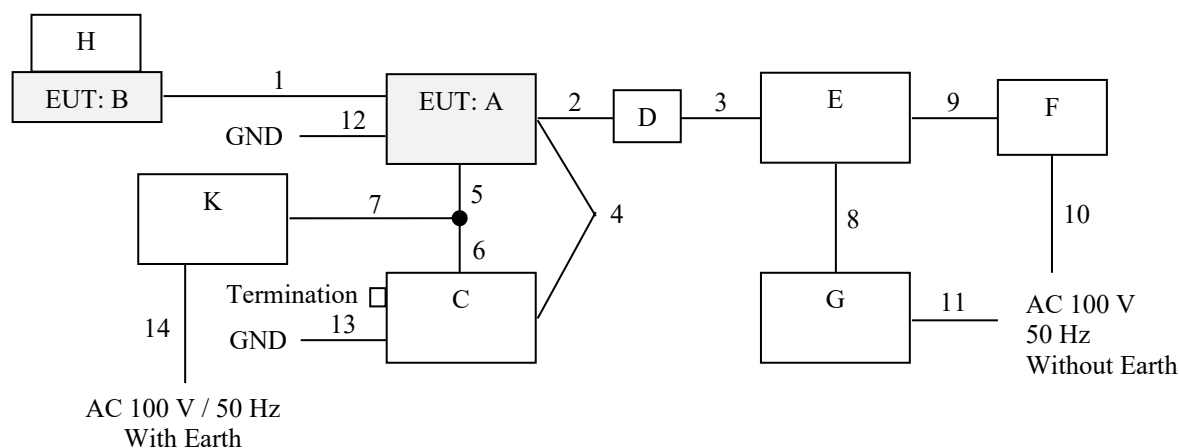 H
EUT: B
1
EUT: A
2
D
3
E
9
F
12
GND
K
7
5
4
8
10
6
Termination
C
G
11
AC 100 V
50 Hz
Without Earth
14
13
GND
AC 100 V / 50 Hz
With Earth